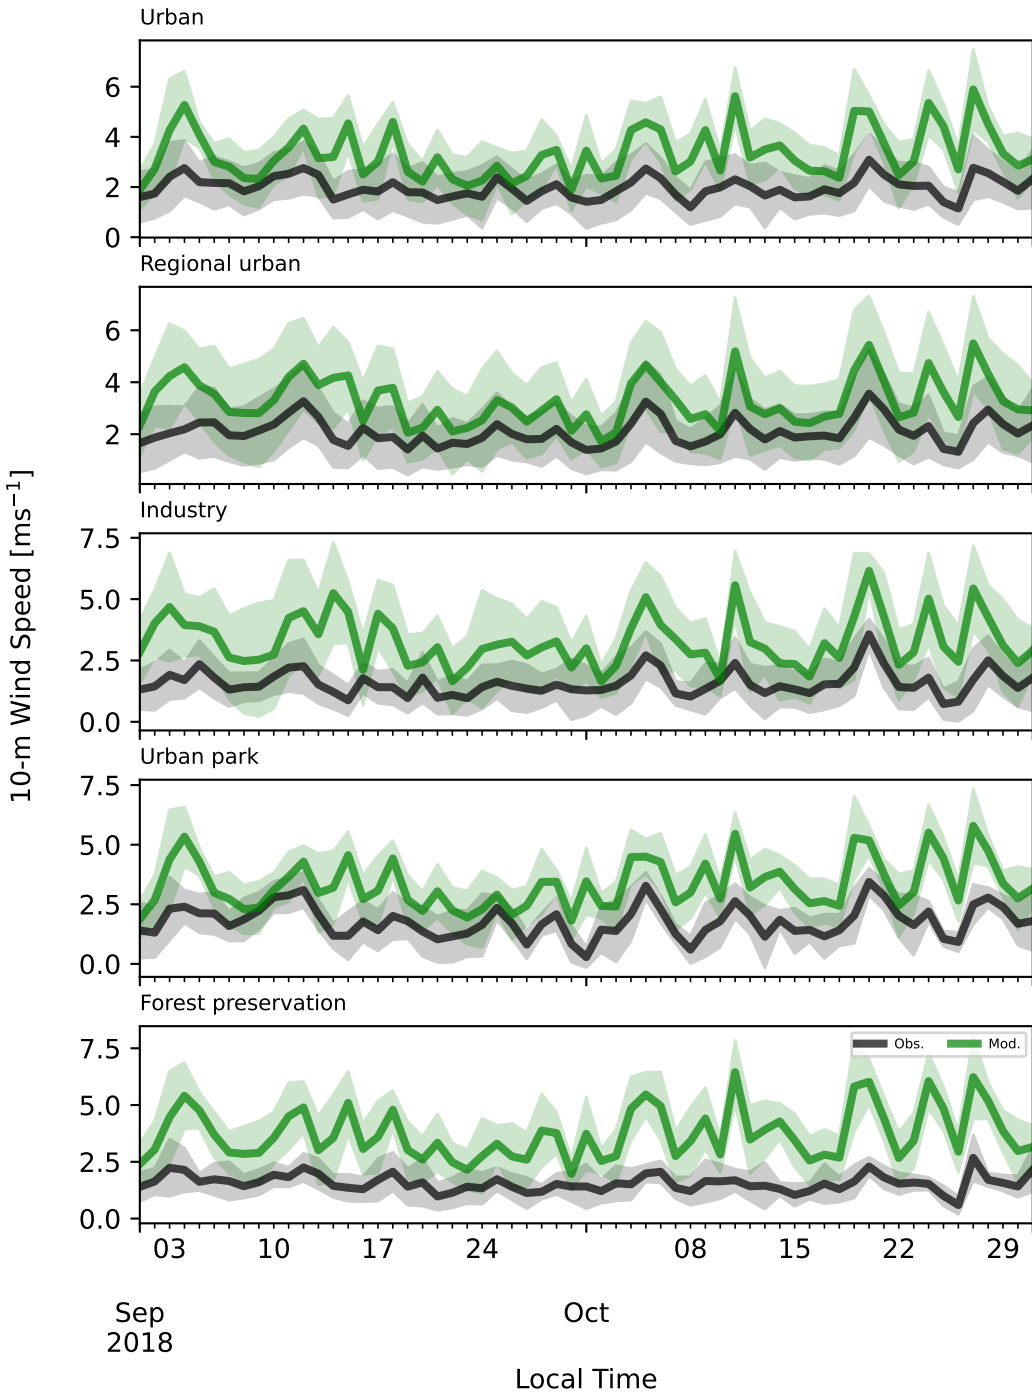 Urban
6
4
2
0
Regional urban
6
4
2
Industry
7.5
5.0
2.5
0.0
10-m Wind Speed [ms⁻¹]
Urban park
7.5
5.0
2.5
0.0
Forest preservation
Obs. Mod.
7.5
5.0
2.5
0.0
03 10 17 24 08 15 22 29
Sep Oct
2018
Local Time